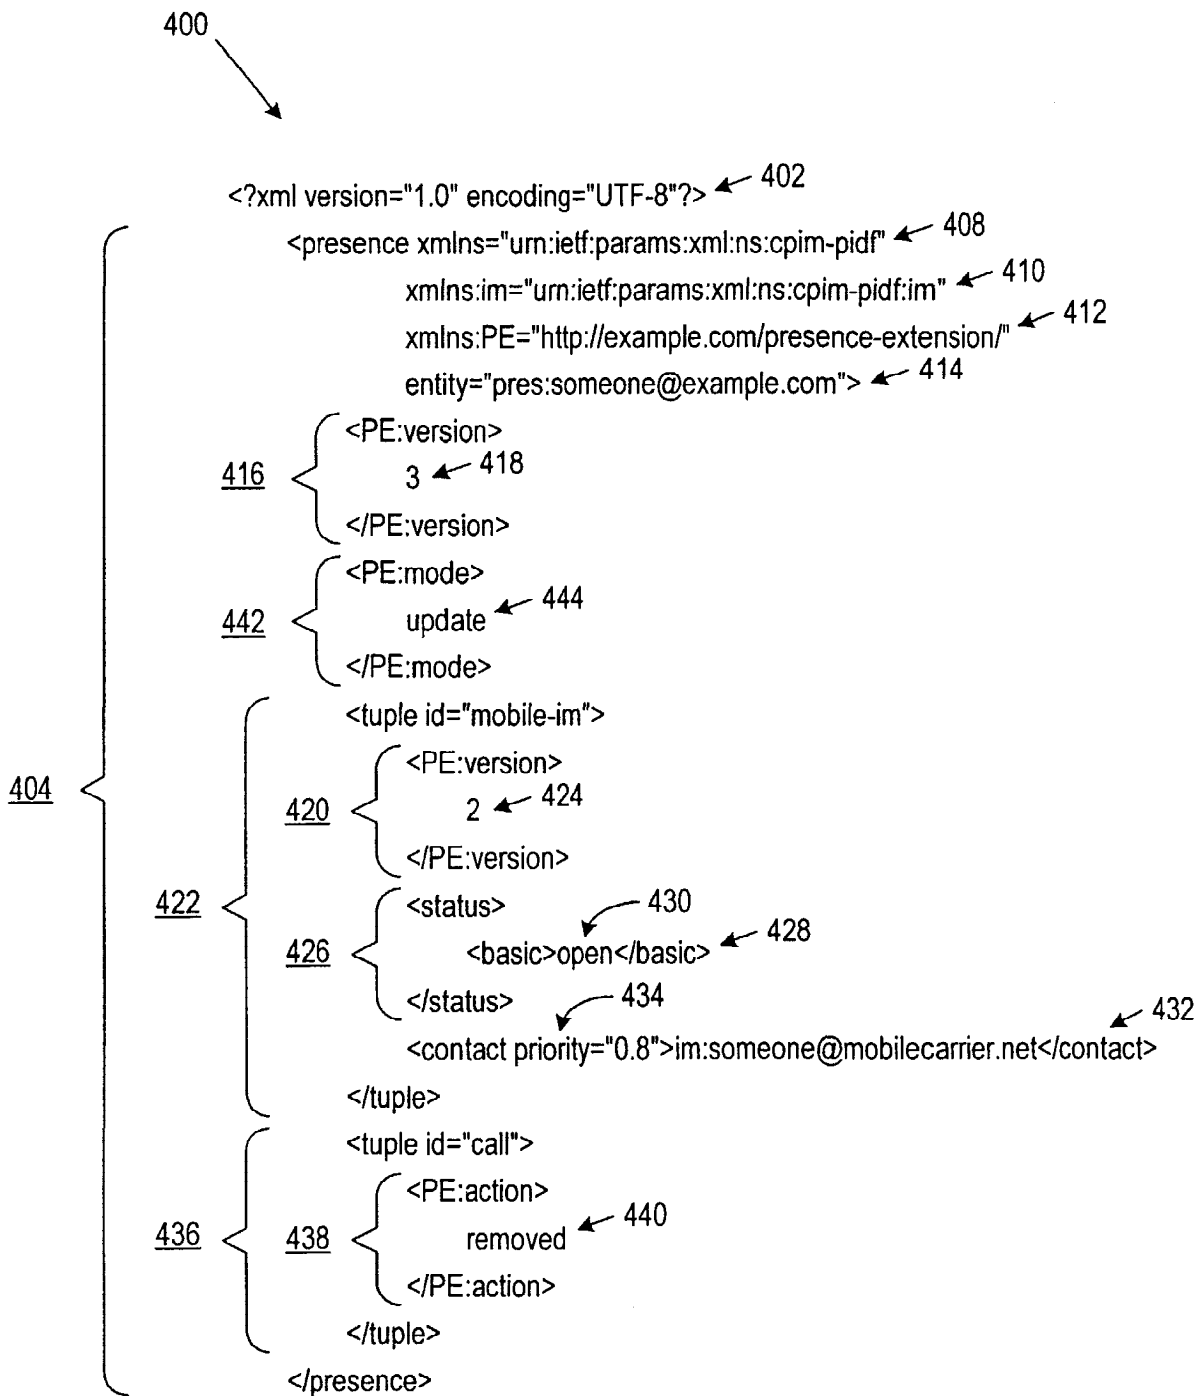 400
<?xml version="1.0" encoding="UTF-8"?> 402
<presence xmlns="urn:ietf:params:xml:ns:cpim-pidf" 408
xmlns:im="urn:ietf:params:xml:ns:cpim-pidf:im" 410
xmlns:PE="http://example.com/presence-extension/" 412
entity="pres:someone@example.com"> 414
<PE:version>
416 3 418
</PE:version>
<PE:mode>
442 update 444
</PE:mode>
<tuple id="mobile-im">
<PE:version>
404 420 2 424
</PE:version>
422 <status> 430
426 <basic>open</basic> 428
</status> 434
<contact priority="0.8">im:someone@mobilecarrier.net</contact> 432
</tuple>
<tuple id="call">
<PE:action>
436 438 removed 440
</PE:action>
</tuple>
</presence>